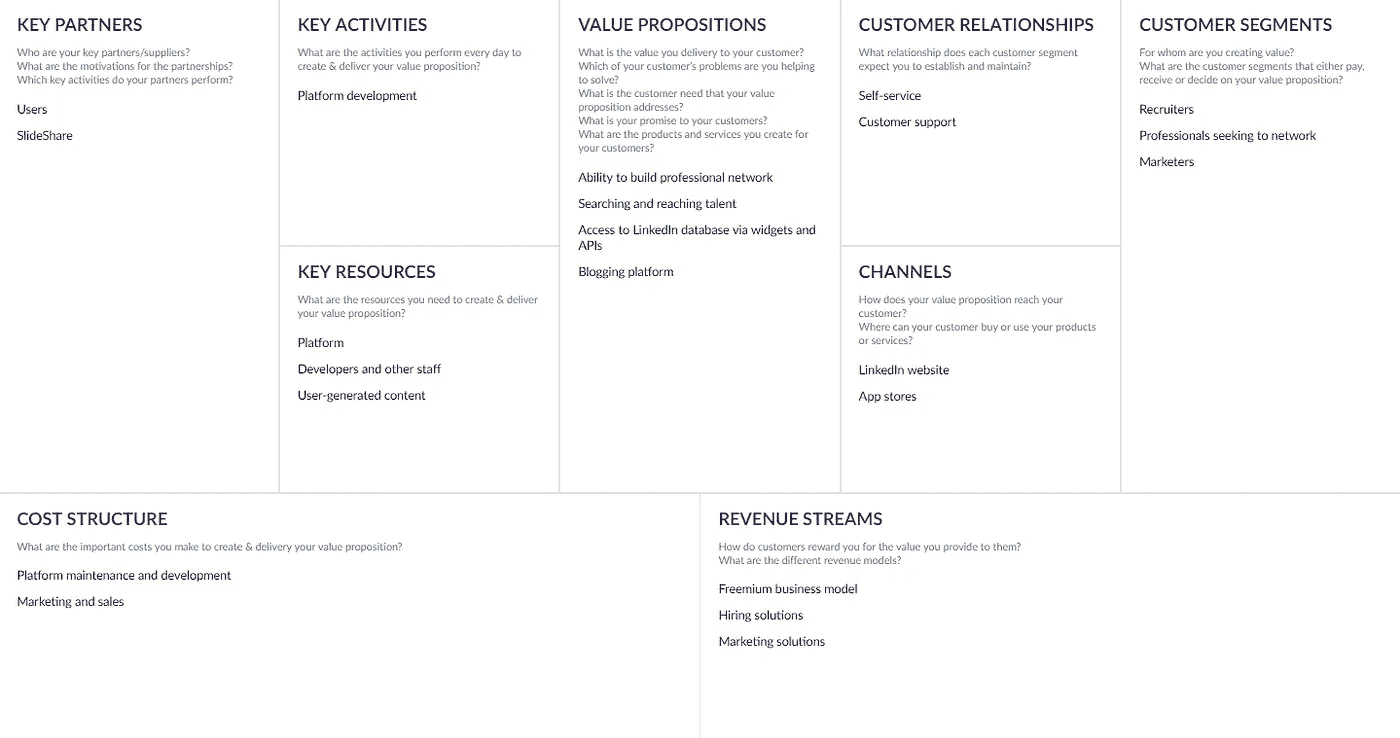 KEY PARTNERS
Who are your key partners/suppliers?
What are the motivations for the partnerships?
Which key activities do your partners perform?
Users
SlideShare
KEY ACTIVITIES
What are the activities you perform every day to
create & deliver your value proposition?
Platform development
KEY RESOURCES
What are the resources you need to create & deliver
your value proposition?
Platform
Developers and other staff
User-generated content
VALUE PROPOSITIONS
What is the value you delivery to your customer?
Which of your customer's problems are you helping
to solve?
What is the customer need that your value
proposition addresses?
What is your promise to your customers?
What are the products and services you create for
your customers?
Ability to build professional network
Searching and reaching talent
Access to LinkedIn database via widgets and
APIs
Blogging platform
CUSTOMER RELATIONSHIPS
What relationship does each customer segment
expect you to establish and maintain?
Self-service
Customer support
CHANNELS
How does your value proposition reach your
customer?
Where can your customer buy or use your products
or services?
LinkedIn website
App stores
CUSTOMER SEGMENTS
For whom are you creating value?
What are the customer segments that either pay,
receive or decide on your value proposition?
Recruiters
Professionals seeking to network
Marketers
COST STRUCTURE
What are the important costs you make to create & delivery your value proposition?
Platform maintenance and development
Marketing and sales
REVENUE STREAMS
How do customers reward you for the value you provide to them?
What are the different revenue models?
Freemium business model
Hiring solutions
Marketing solutions